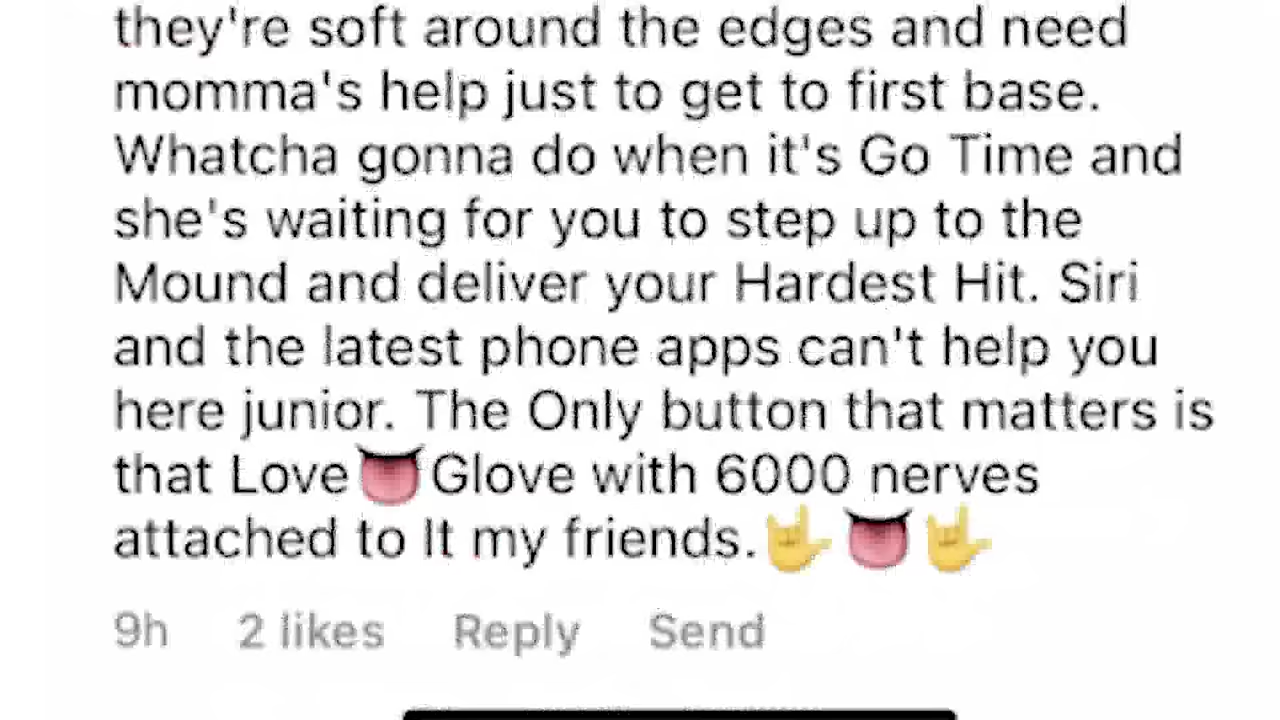 they're soft around the edges and need
momma's help just to get to first base.
Whatcha gonna do when it's Go Time and
she's waiting for you to step up to the
Mound and deliver your Hardest Hit. Siri
and the latest phone apps can't help you
here junior. The Only button that matters is
that Love👅Glove with 6000 nerves
attached to It my friends.🤟👅🤟
9h 2 likes Reply Send